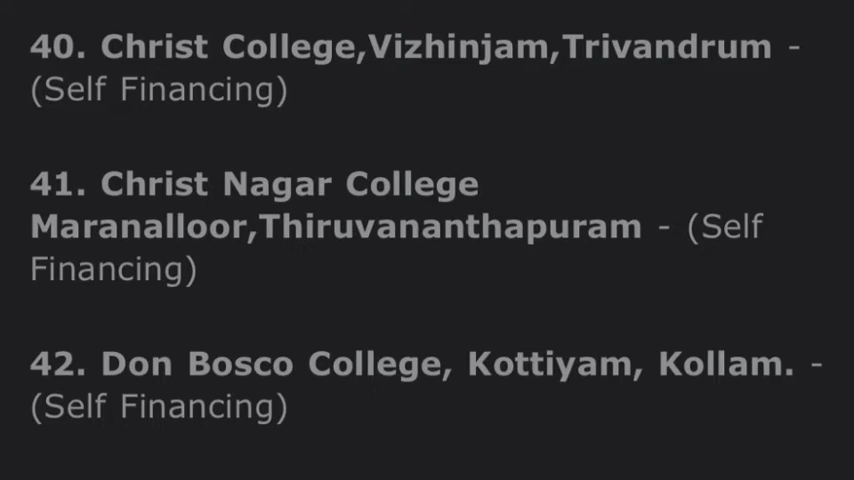 40. Christ College,Vizhinjam,Trivandrum -
(Self Financing)
41. Christ Nagar College
Maranalloor,Thiruvananthapuram - (Self
Financing)
42. Don Bosco College, Kottiyam, Kollam. -
(Self Financing)